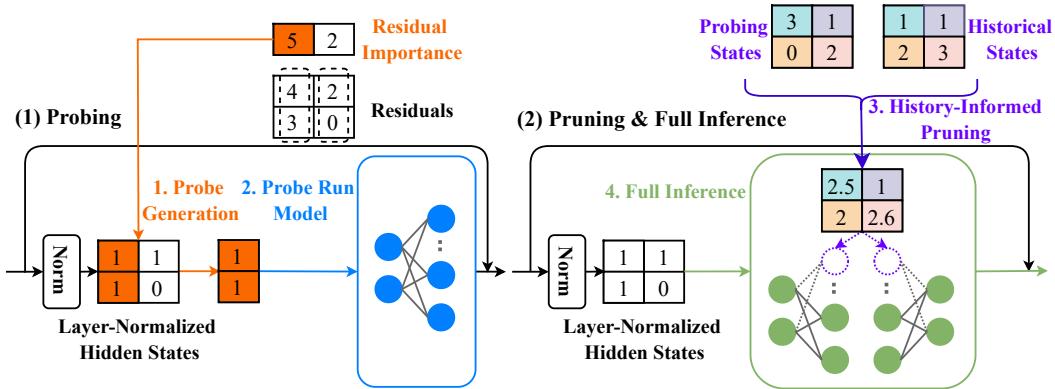 5 2
Residual
Importance
4 2
3 0
Residuals
(1) Probing
1. Probe
Generation
2. Probe Run
Model
Norm
1 1
1 0
1
1
Layer-Normalized
Hidden States
Probing
States
3 1
0 2
1 1
2 3
Historical
States
(2) Pruning & Full Inference
3. History-Informed
Pruning
4. Full Inference
2.5 1
2 2.6
Norm
1 1
1 0
Layer-Normalized
Hidden States